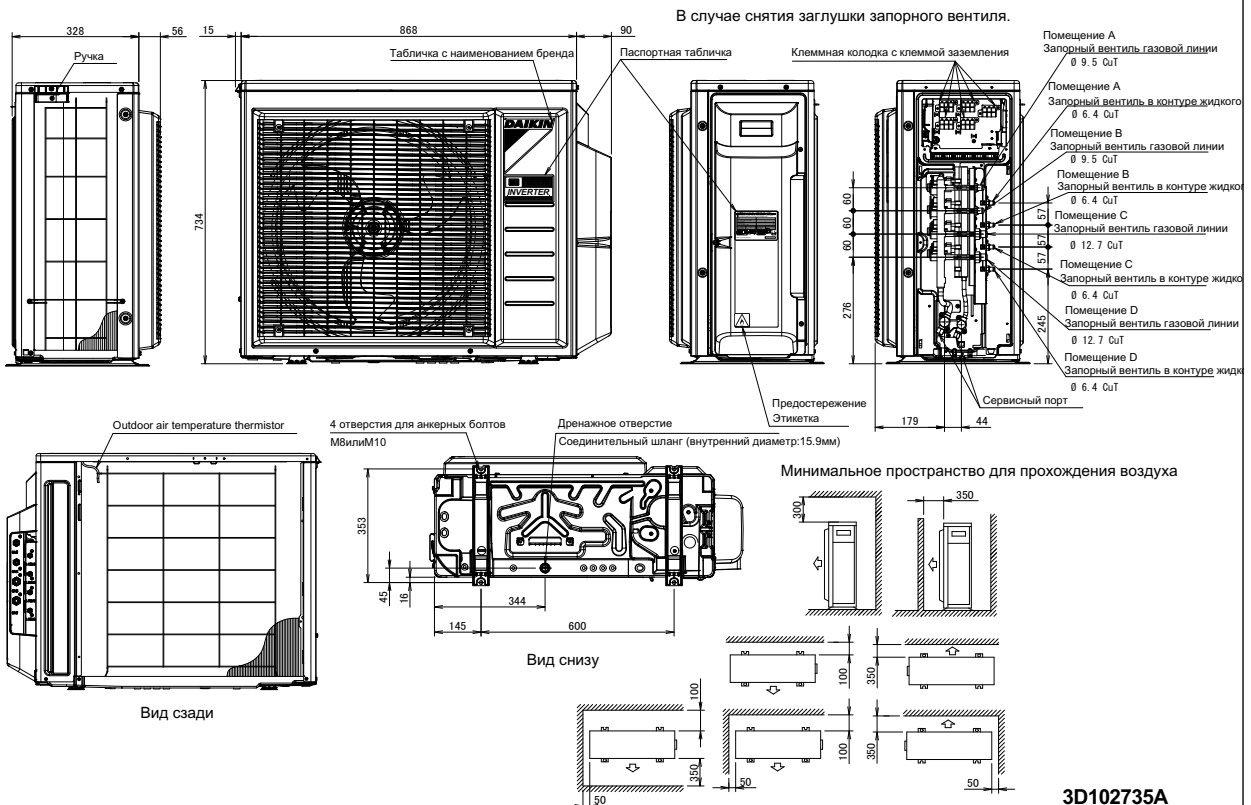 В случае снятия заглушки запорного вентиля.
328
56
15
868
90
Ручка
Табличка с наименованием бренда
Паспортная табличка
Клеммная колодка с клеммой заземления
Помещение A
Запорный вентиль газовой линии
Ø 9.5 CuT
Помещение A
Запорный вентиль в контуре жидкого
Ø 6.4 CuT
Помещение B
Запорный вентиль газовой линии
Ø 9.5 CuT
Помещение B
Запорный вентиль в контуре жидког
Ø 6.4 CuT
Помещение C
Запорный вентиль газовой линии
Ø 12.7 CuT
Помещение C
Запорный вентиль в контуре жидко
Ø 6.4 CuT
Помещение D
Запорный вентиль газовой линии
Ø 12.7 CuT
Помещение D
Запорный вентиль в контуре жидк
Ø 6.4 CuT
DAIKIN
INVERTER
734
60
60
60
276
57
57
57
245
Сервисный порт
179
44
Предостережение
Этикетка
Outdoor air temperature thermistor
4 отверстия для анкерных болтов
M8илиM10
Дренажное отверстие
Соединительный шланг (внутренний диаметр:15.9мм)
353
45
16
344
145
600
Вид снизу
Вид сзади
Минимальное пространство для прохождения воздуха
300
350
100
350
100
350
50
100
50
350
50
3D102735A